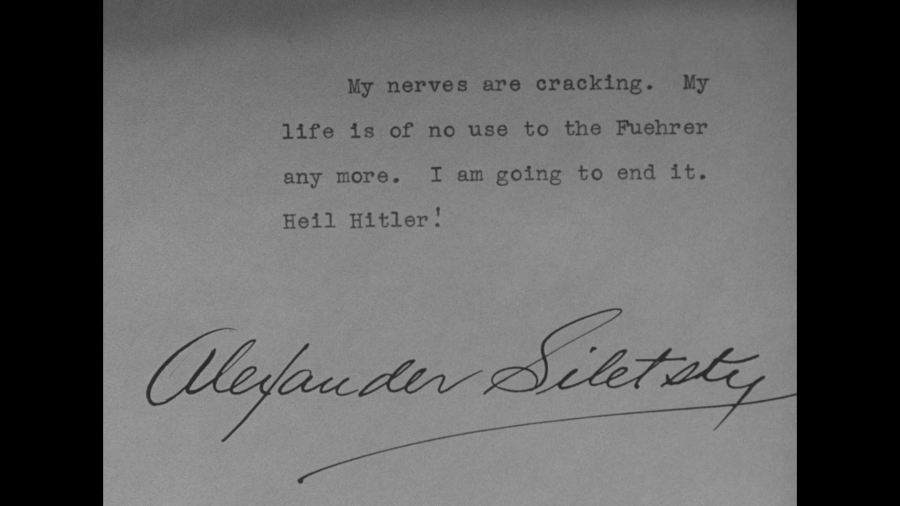 My nerves are cracking. My
life is of no use to the Fuehrer
any more. I am going to end it.
Heil Hitler!
Alexander Siletsky